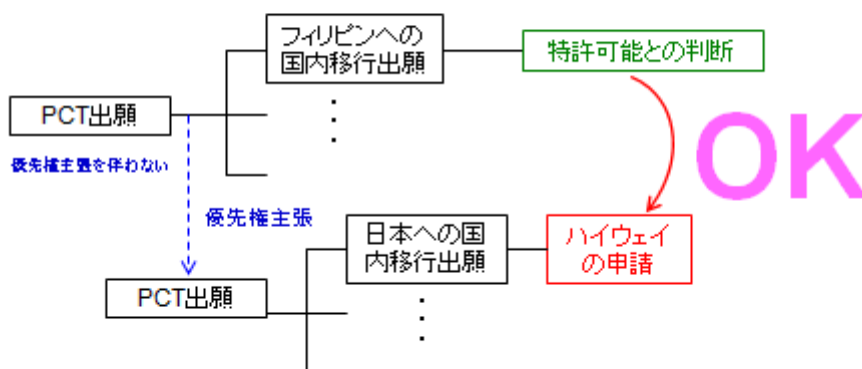 フィリピンへの
国内移行出願
特許可能との判断
PCT出願
優先権主張を伴わない
OK
優先権主張
日本への国
内移行出願
ハイウェイ
の申請
PCT出願